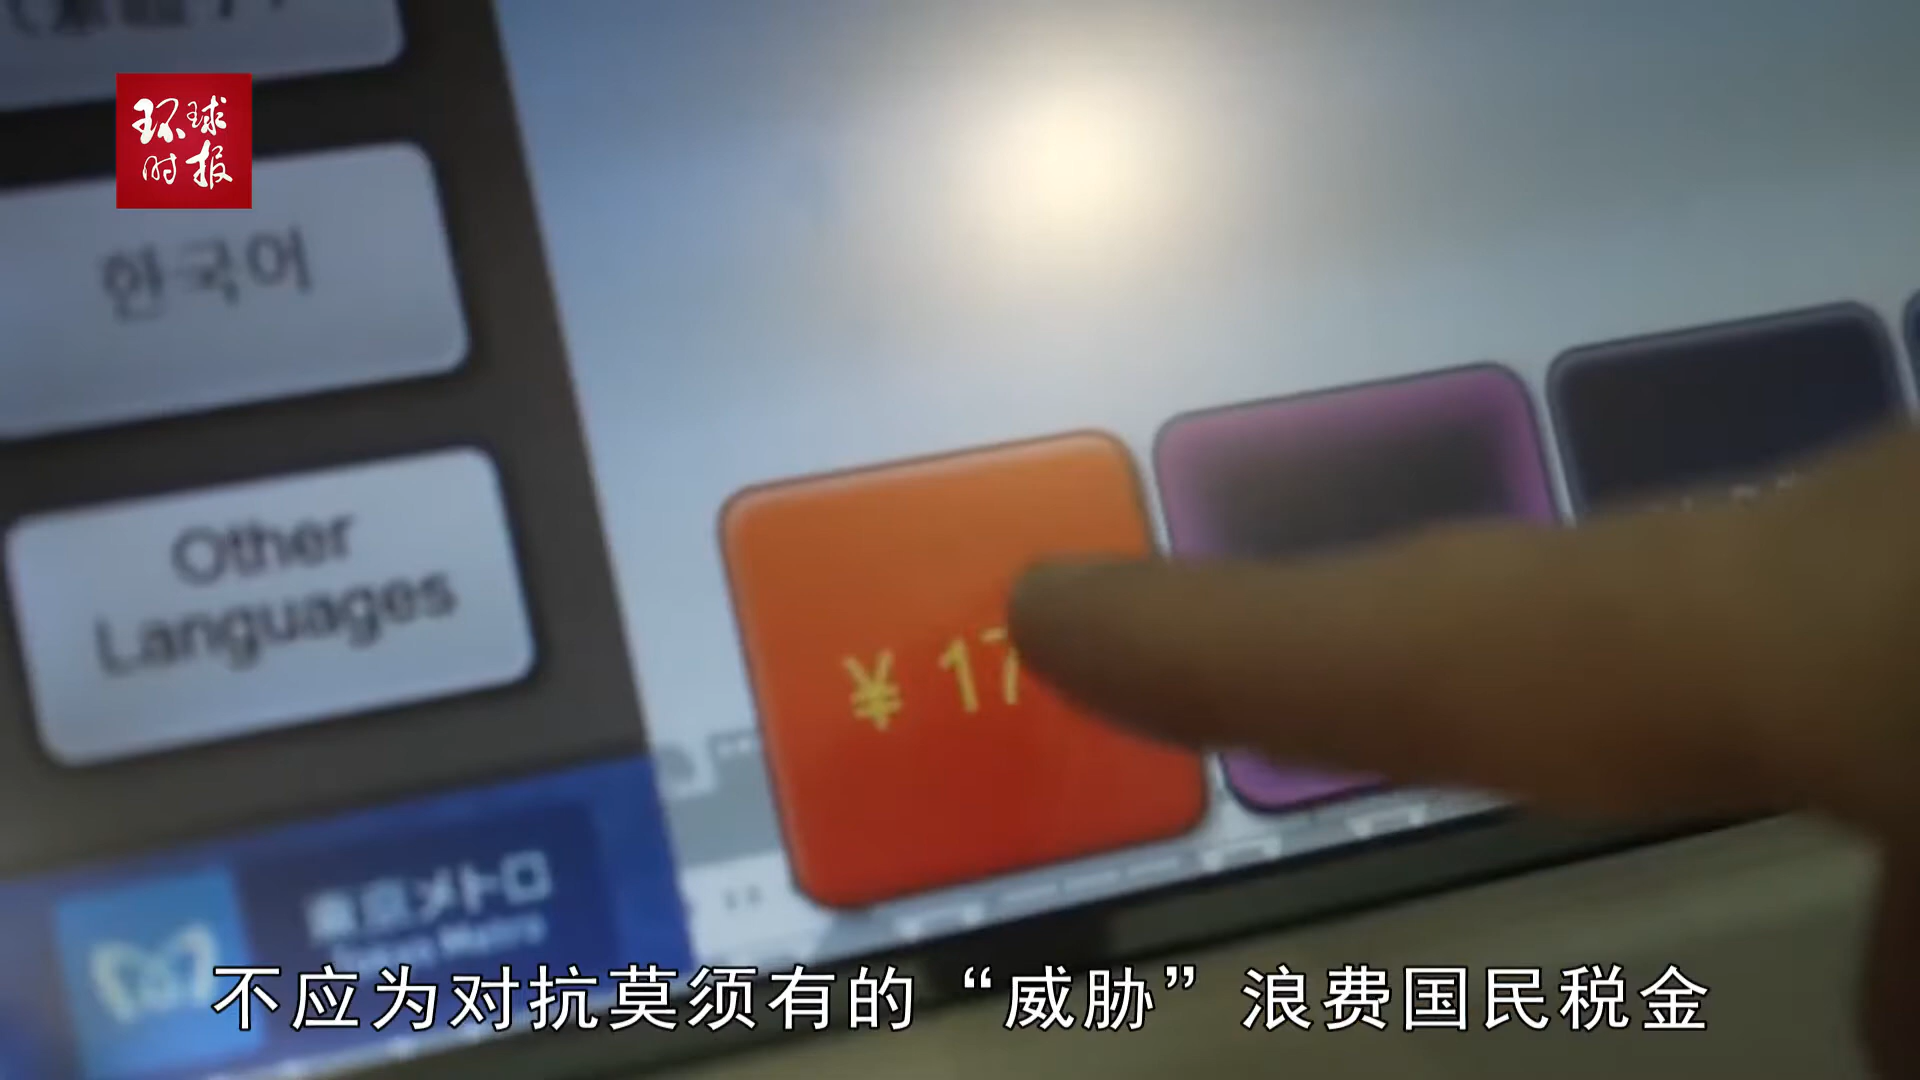 环球
时报
한국어
Other
Languages
¥ 17
東京メトロ
Tokyo Metro
不应为对抗莫须有的“威胁”浪费国民税金